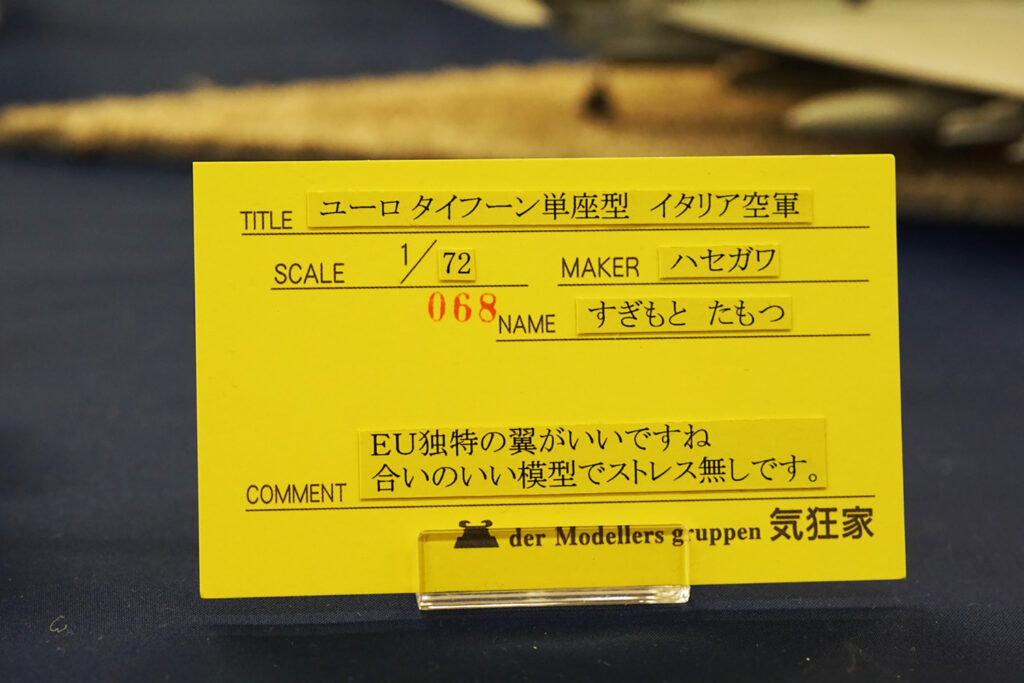 TITLE ユーロ タイフーン単座型 イタリア空軍
SCALE 1/72 MAKER ハセガワ
068 NAME すぎもと たもつ
EU独特の翼がいいですね
COMMENT 合いのいい模型でストレス無しです。
der Modellers gruppen 気狂家